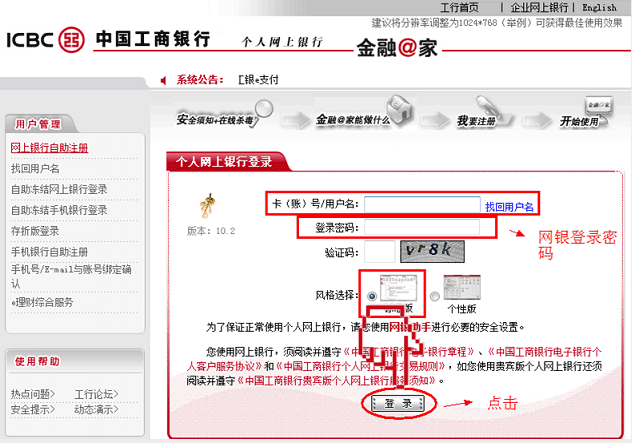 工行首页 | 企业网上银行 | English
建议将分辨率调整为1024*768（举例）可获得最佳使用效果
ICBC 中国工商银行 个人网上银行 金融@家
系统公告： 工银e支付
用户管理
网上银行自助注册
找回用户名
自助冻结网上银行登录
自助冻结手机银行登录
存折版登录
手机银行自助注册
手机号/E-mail与账号绑定确
认
e理财综合服务
使用帮助
热点问题> 工行论坛>
安全提示> 动态演示>
安全须知+在线杀毒? 金融@家能做什么 我要注册 开始使用
个人网上银行登录
版本：10.2
卡（账）号/用户名： 找回用户名
登录密码：
网银登录密
码
验证码： vr8k
风格选择：
个性版
为了保证正常使用个人网上银行，请您使用网银助手进行必要的安全设置。
您使用网上银行，须阅读并遵守《中国工商银行电子银行章程》、《中国工商银行电子银行个
人客户服务协议》和《中国工商银行个人网上银行交易规则》，如您使用贵宾版个人网上银行还须
阅读并遵守《中国工商银行贵宾版个人网上银行服务须知》。
登 录
点击